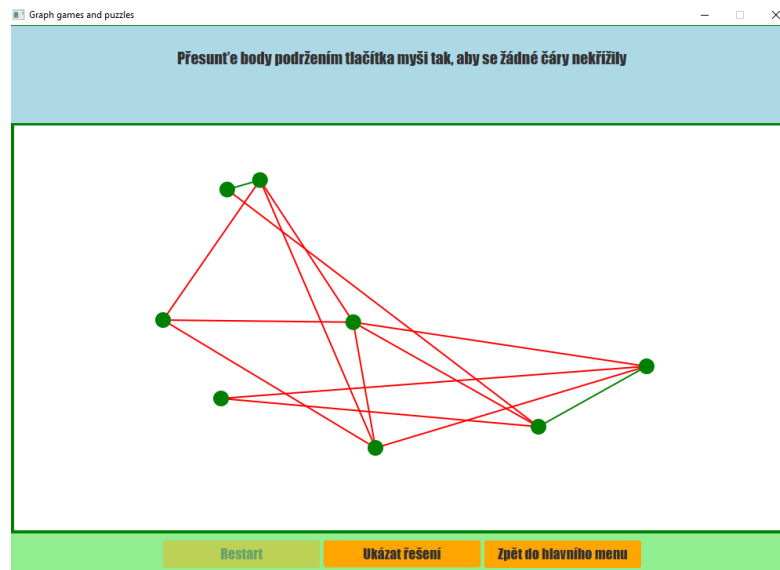 Graph games and puzzles
Přesunťe body podržením tlačítka myši tak, aby se žádné čáry nekřížily
Restart
Ukázat řešení
Zpět do hlavního menu